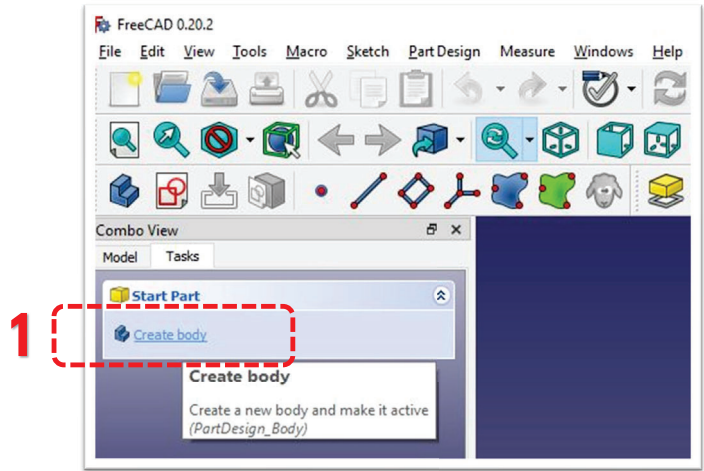 FreeCAD 0.20.2
File Edit View Tools Macro Sketch Part Design Measure Windows Help
Combo View
Model Tasks
Start Part
1
Create body
Create body
Create a new body and make it active
(PartDesign_Body)